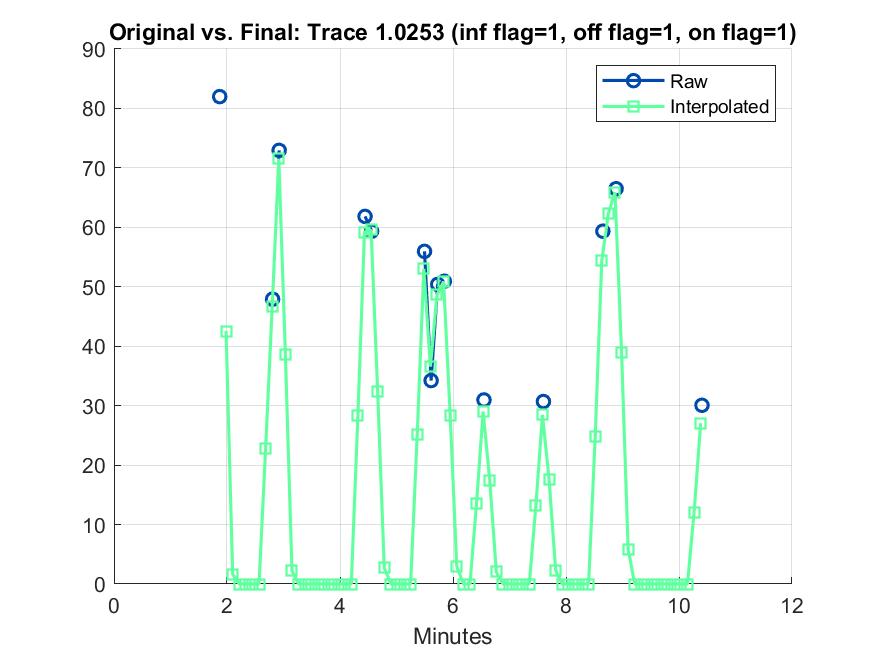 Original vs. Final: Trace 1.0253 (inf flag=1, off flag=1, on flag=1)
90
80
70
60
50
40
30
20
10
0
Raw
Interpolated
0 2 4 6 8 10 12
Minutes